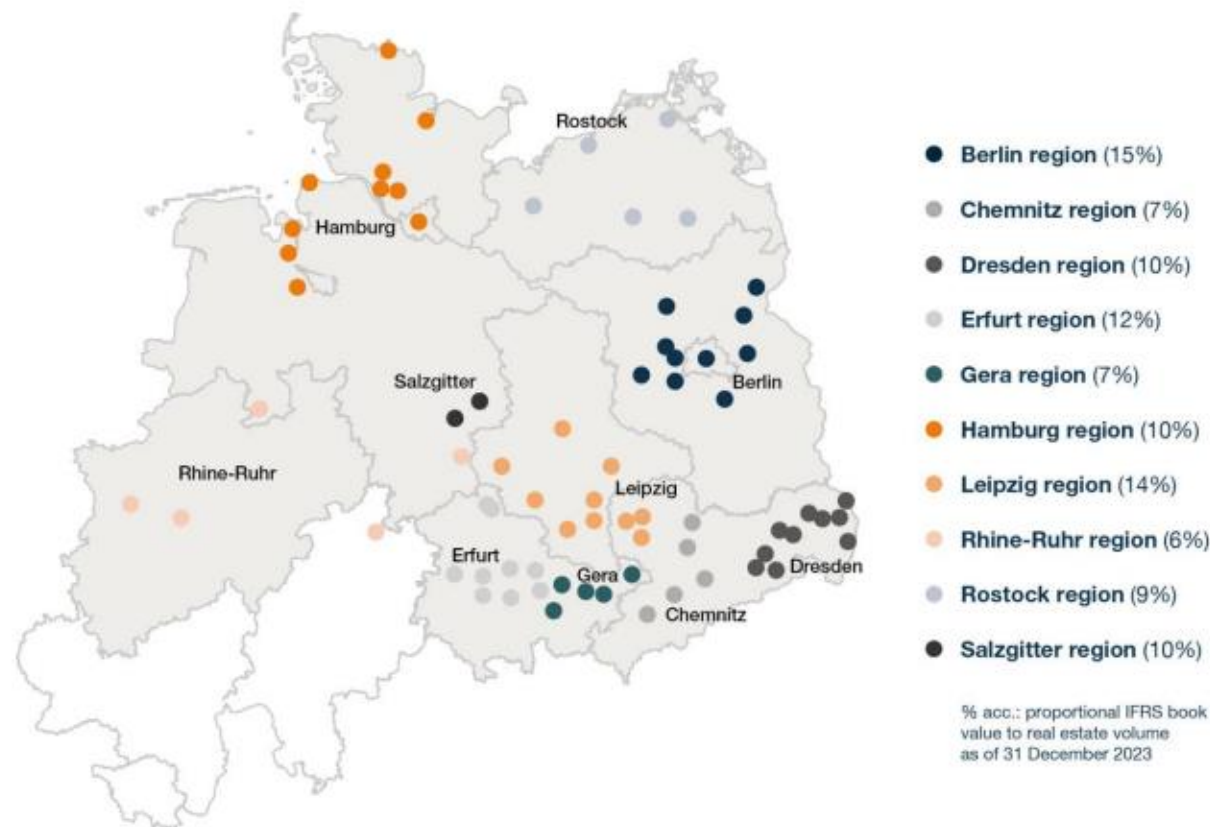 Rostock
Hamburg
Salzgitter
Berlin
Rhine-Ruhr
Leipzig
Erfurt
Gera
Dresden
Chemnitz
Berlin region (15%)
Chemnitz region (7%)
Dresden region (10%)
Erfurt region (12%)
Gera region (7%)
Hamburg region (10%)
Leipzig region (14%)
Rhine-Ruhr region (6%)
Rostock region (9%)
Salzgitter region (10%)
% acc.: proportional IFRS book
value to real estate volume
as of 31 December 2023